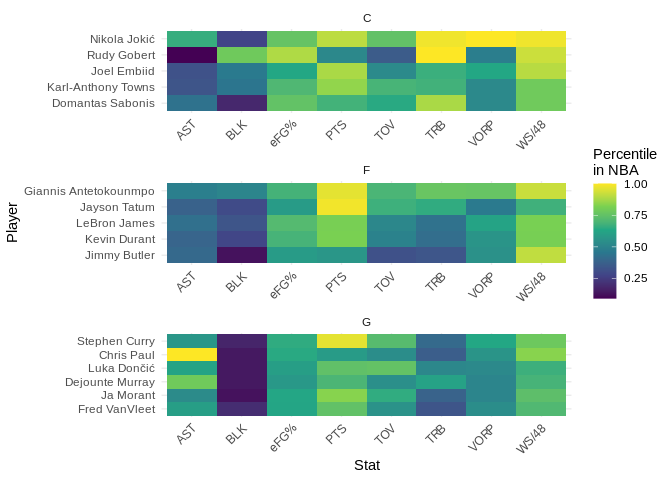 C
Nikola Jokić
Rudy Gobert
Joel Embiid
Karl-Anthony Towns
Domantas Sabonis
AST
BLK
eFG%
PTS
TOV
TRB
VORP
WS/48
F
Giannis Antetokounmpo
Jayson Tatum
LeBron James
Kevin Durant
Jimmy Butler
AST
BLK
eFG%
PTS
TOV
TRB
VORP
WS/48
G
Stephen Curry
Chris Paul
Luka Dončić
Dejounte Murray
Ja Morant
Fred VanVleet
AST
BLK
eFG%
PTS
TOV
TRB
VORP
WS/48
Stat
Player
Percentile
in NBA
1.00
0.75
0.50
0.25